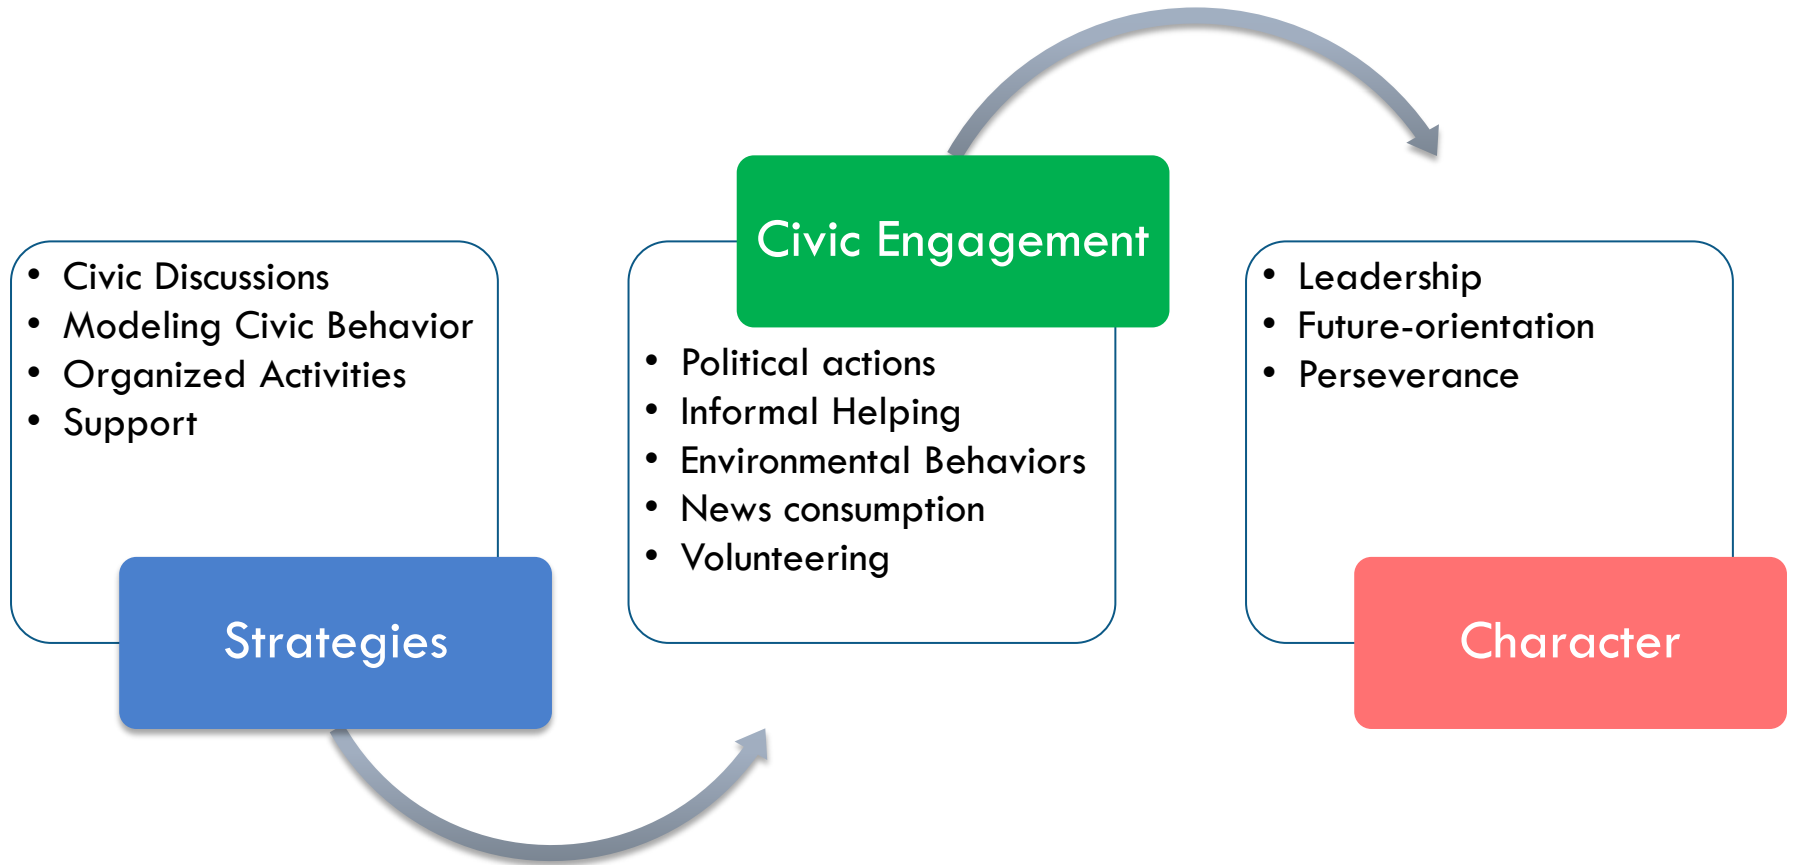 • Civic Discussions
• Modeling Civic Behavior
• Organized Activities
• Support
Strategies
Civic Engagement
• Political actions
• Informal Helping
• Environmental Behaviors
• News consumption
• Volunteering
• Leadership
• Future-orientation
• Perseverance
Character